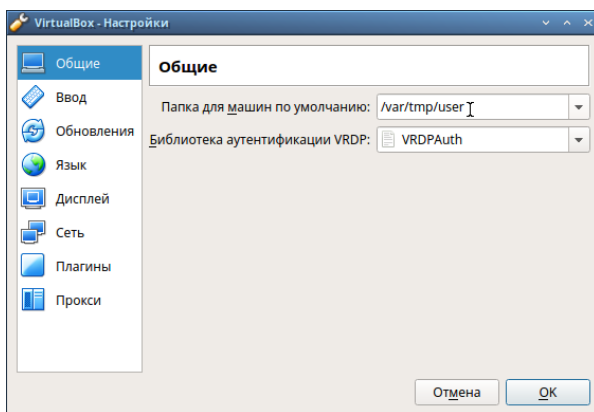 VirtualBox - Настройки
Общие
Ввод
Обновления
Язык
Дисплей
Сеть
Плагины
Прокси
Общие
Папка для машин по умолчанию: /var/tmp/user
Библиотека аутентификации VRDP: VRDPAuth
Отмена
OK